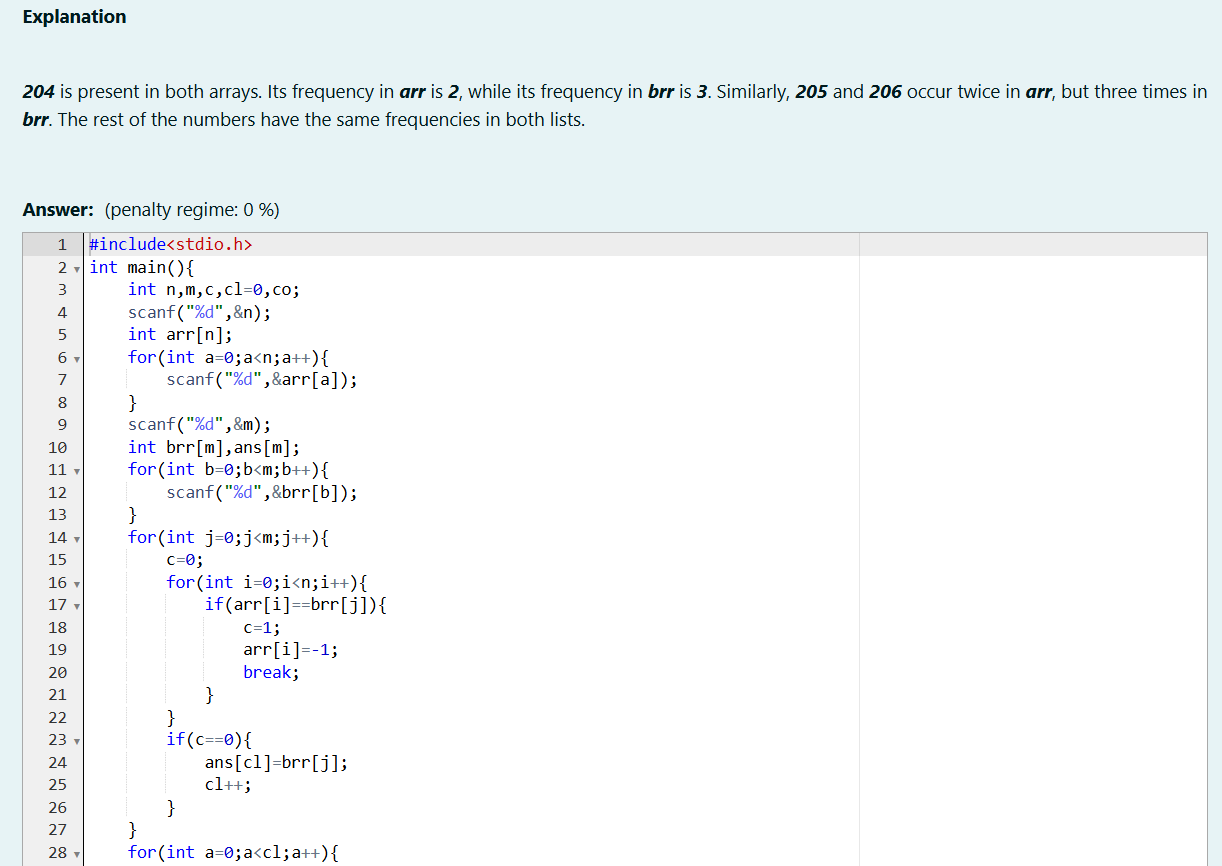 Explanation
204 is present in both arrays. Its frequency in arr is 2, while its frequency in brr is 3. Similarly, 205 and 206 occur twice in arr, but three times in
brr. The rest of the numbers have the same frequencies in both lists.
Answer: (penalty regime: 0 %)
1 #include<stdio.h>
2 int main(){
3     int n,m,c,cl=0,co;
4     scanf("%d",&n);
5     int arr[n];
6     for(int a=0;a<n;a++){
7         scanf("%d",&arr[a]);
8     }
9     scanf("%d",&m);
10     int brr[m],ans[m];
11     for(int b=0;b<m;b++){
12         scanf("%d",&brr[b]);
13     }
14     for(int j=0;j<m;j++){
15         c=0;
16         for(int i=0;i<n;i++){
17             if(arr[i]==brr[j]){
18                 c=1;
19                 arr[i]=-1;
20                 break;
21             }
22         }
23         if(c==0){
24             ans[cl]=brr[j];
25             cl++;
26         }
27     }
28     for(int a=0;a<cl;a++){